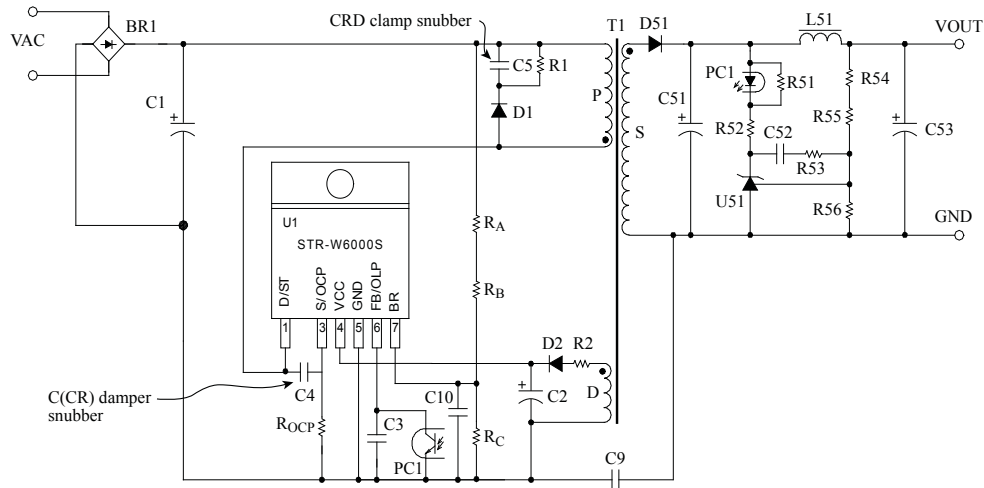 CRD clamp snubber
T1
D51
L51
VOUT
BR1
VAC
C5
R1
PC1
R51
R54
C1
P
C51
D1
S
R52
C52
R55
C53
R53
U51
R56
GND
U1
STR-W6000S
RA
RB
D/ST
S/OCP
VCC
GND
FB/OLP
BR
1
3
4
5
6
7
D2
R2
C4
C(CR) damper
snubber
C10
C2
D
ROCP
C3
RC
PC1
C9